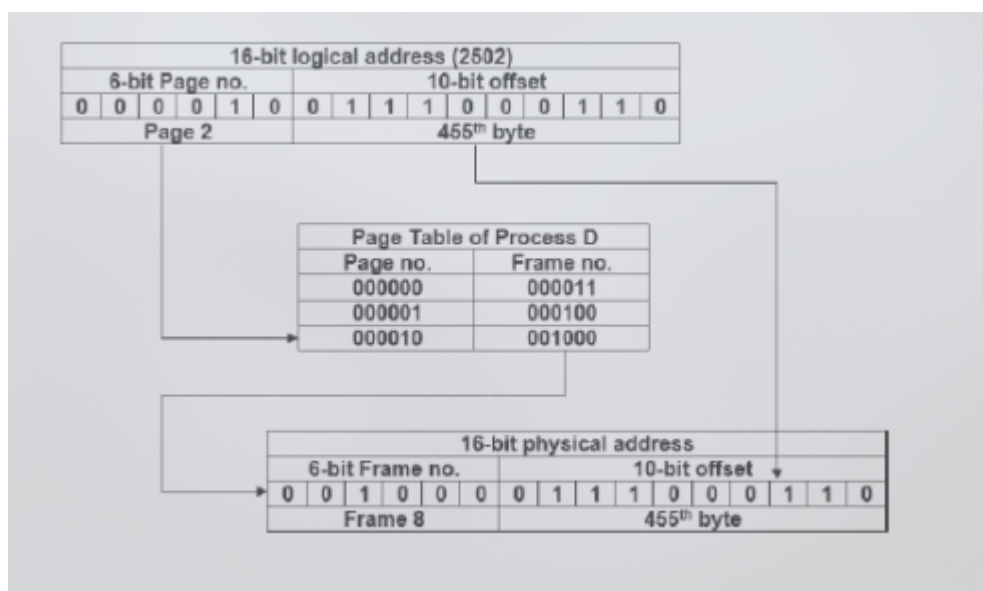 16-bit logical address (2502)
6-bit Page no. 10-bit offset
0 0 0 0 1 0 0 1 1 1 0 0 0 1 1 0
Page 2 455th byte
Page Table of Process D
Page no. Frame no.
000000 000011
000001 000100
000010 001000
16-bit physical address
6-bit Frame no. 10-bit offset
0 0 1 0 0 0 0 1 1 1 0 0 0 1 1 0
Frame 8 455th byte